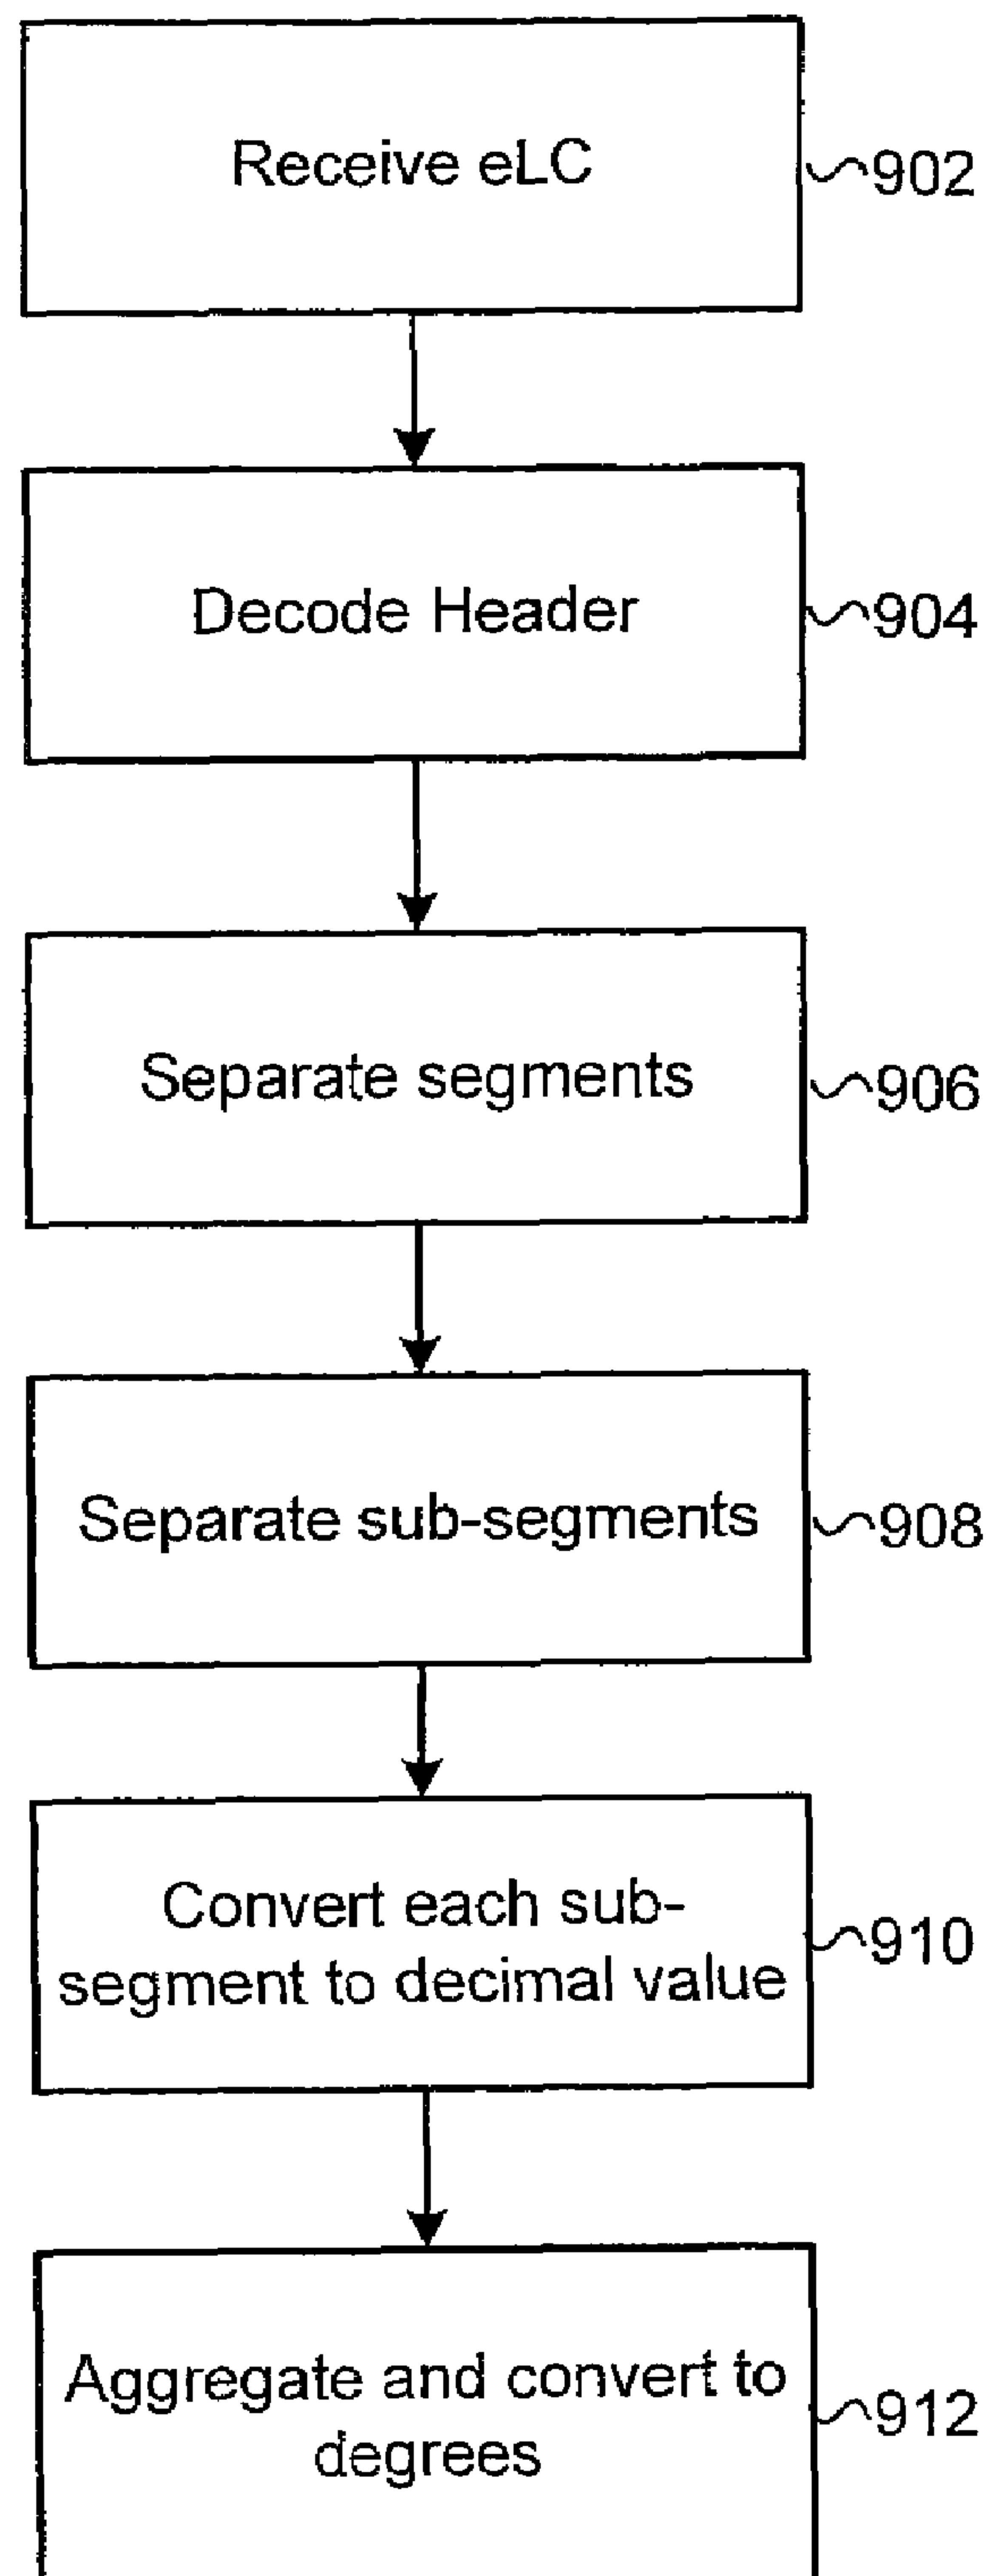 Receive eLC
902
Decode Header
904
Separate segments
906
Separate sub-segments
908
Convert each sub-
segment to decimal value
910
Aggregate and convert to
degrees
912